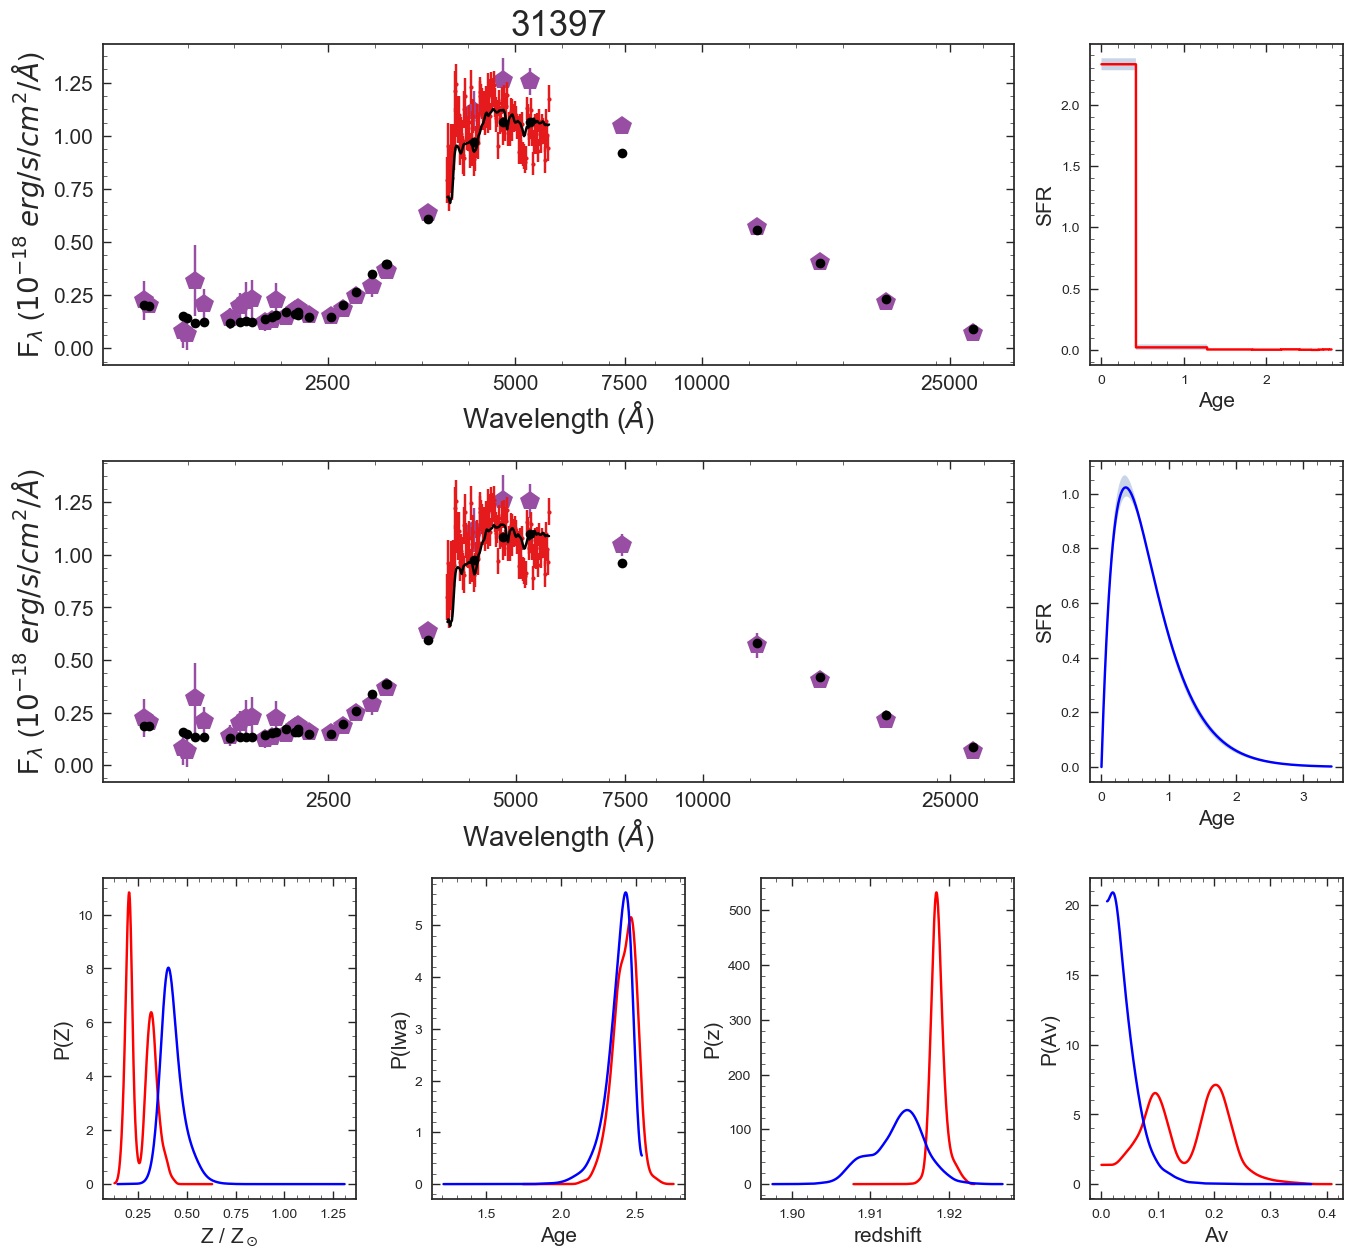 31397
F_λ (10^{-18} erg/s/cm^2/Å)
1.25
1.00
0.75
0.50
0.25
0.00
2500 5000 7500 10000 25000
Wavelength (Å)
SFR
2.0
1.5
1.0
0.5
0.0
0 1 2
Age
F_λ (10^{-18} erg/s/cm^2/Å)
1.25
1.00
0.75
0.50
0.25
0.00
2500 5000 7500 10000 25000
Wavelength (Å)
SFR
1.0
0.8
0.6
0.4
0.2
0.0
0 1 2 3
Age
P(Z)
10
8
6
4
2
0
0.25 0.50 0.75 1.00 1.25
Z / Z_⊙
P(lwa)
5
4
3
2
1
0
1.5 2.0 2.5
Age
P(z)
500
400
300
200
100
0
1.90 1.91 1.92
redshift
P(Av)
20
15
10
5
0
0.0 0.1 0.2 0.3 0.4
Av